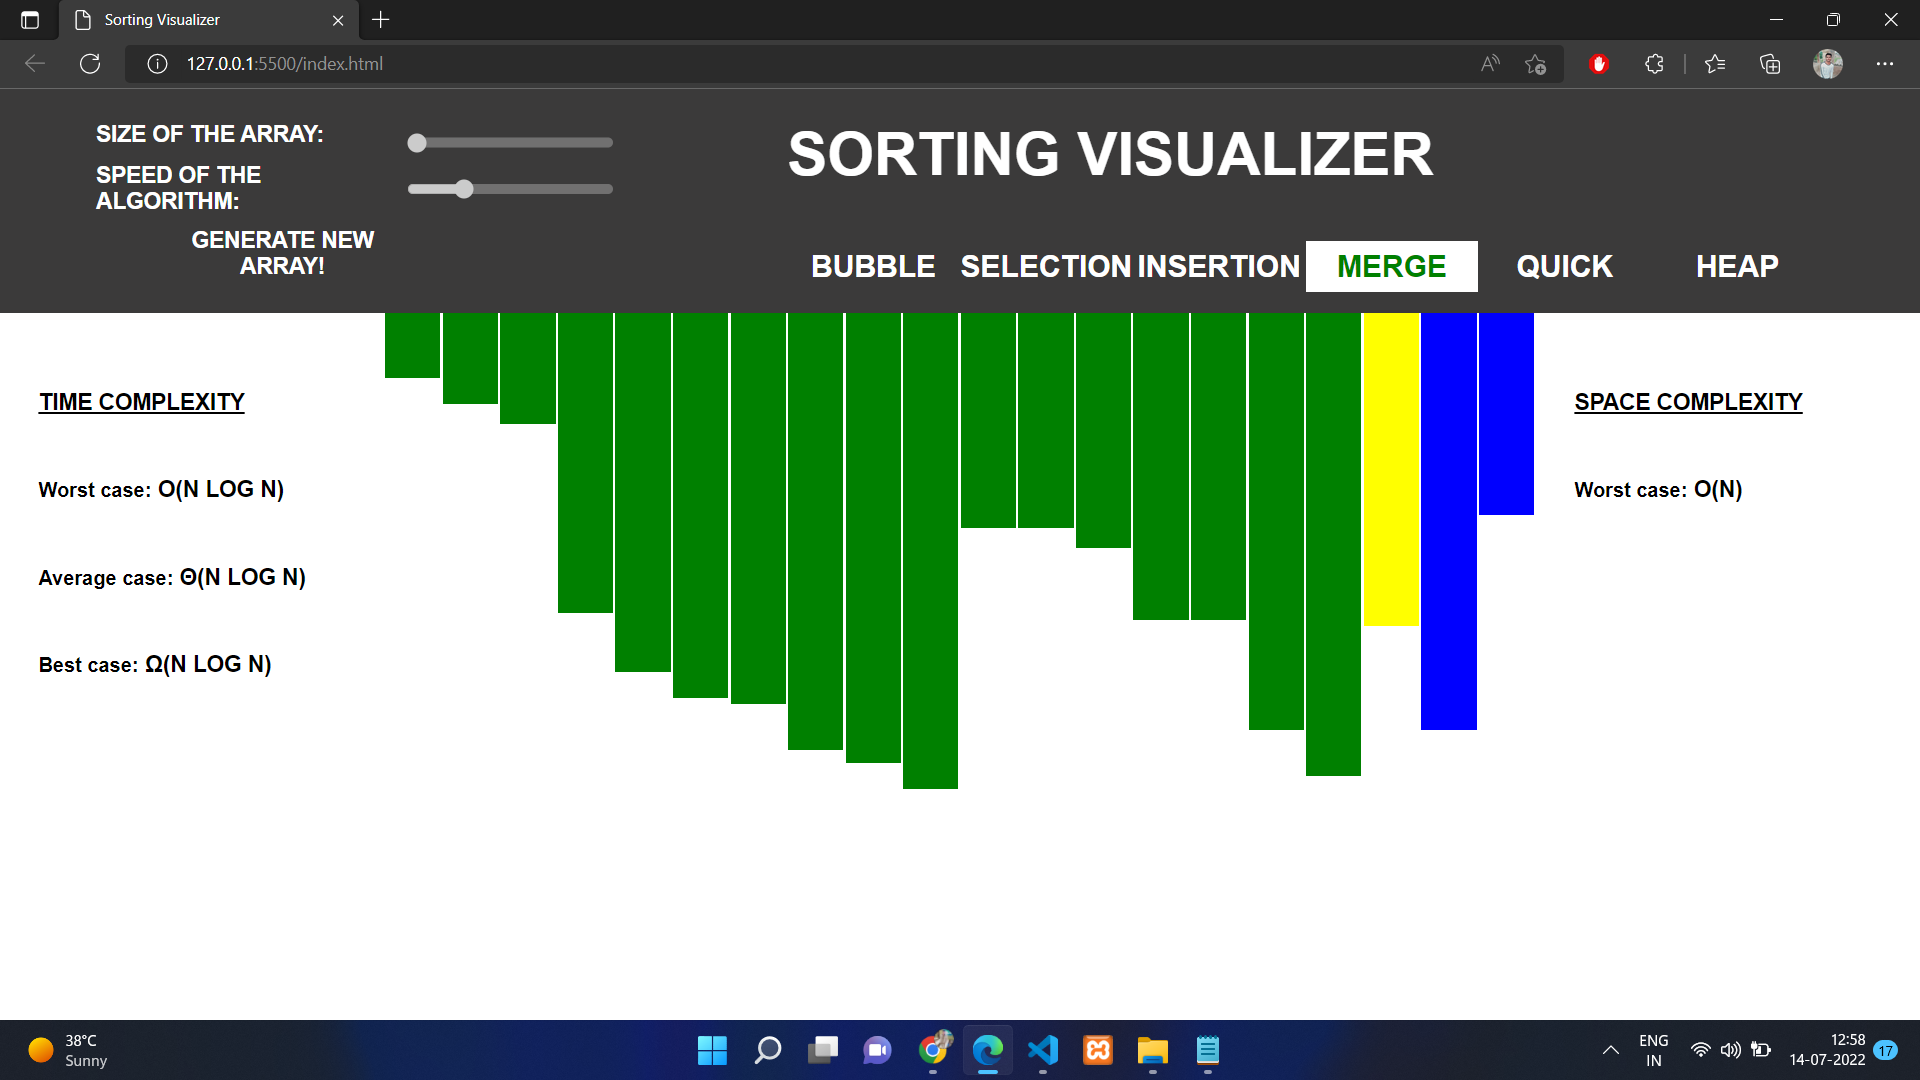 Sorting Visualizer
127.0.0.1:5500/index.html
SIZE OF THE ARRAY:
SPEED OF THE
ALGORITHM:
GENERATE NEW
ARRAY!
SORTING VISUALIZER
BUBBLE SELECTION INSERTION MERGE QUICK HEAP
TIME COMPLEXITY
Worst case: O(N LOG N)
Average case: Θ(N LOG N)
Best case: Ω(N LOG N)
SPACE COMPLEXITY
Worst case: O(N)
38°C
Sunny
ENG
IN
12:58
14-07-2022
17